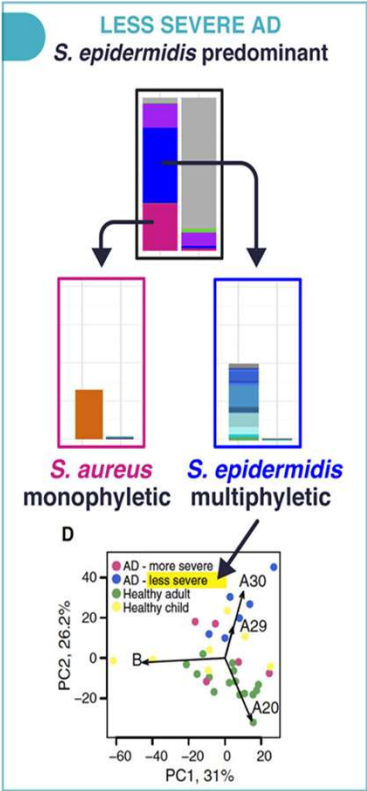 LESS SEVERE AD
S. epidermidis predominant
S. aureus
monophyletic
S. epidermidis
multiphyletic
D
AD - more severe
AD - less severe
Healthy adult
Healthy child
A30
A29
B
A20
40
20
0
-20
PC2, 26.2%
-60 -40 -20 0 20
PC1, 31%